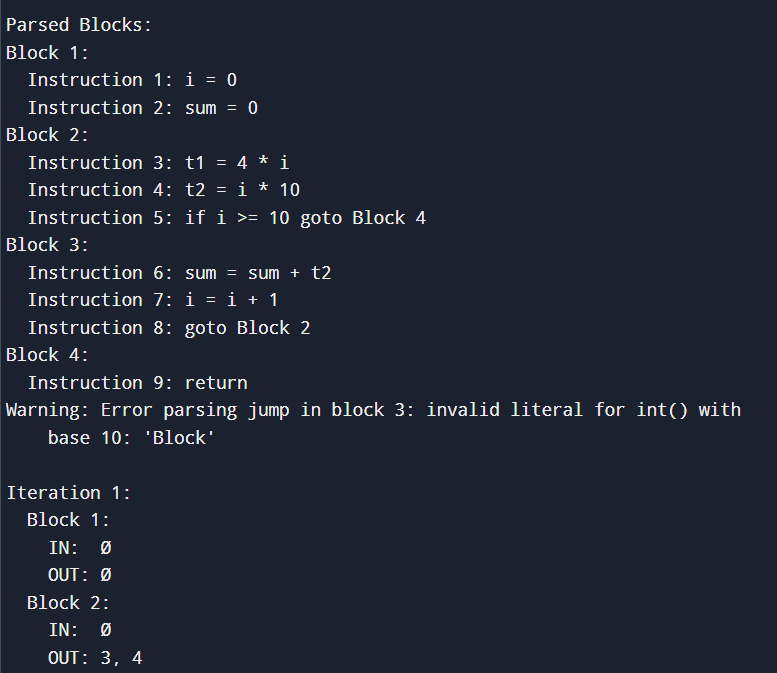 Parsed Blocks:
Block 1:
  Instruction 1: i = 0
  Instruction 2: sum = 0
Block 2:
  Instruction 3: t1 = 4 * i
  Instruction 4: t2 = i * 10
  Instruction 5: if i >= 10 goto Block 4
Block 3:
  Instruction 6: sum = sum + t2
  Instruction 7: i = i + 1
  Instruction 8: goto Block 2
Block 4:
  Instruction 9: return
Warning: Error parsing jump in block 3: invalid literal for int() with
    base 10: 'Block'

Iteration 1:
  Block 1:
    IN:  Ø
    OUT: Ø
  Block 2:
    IN:  Ø
    OUT: 3, 4